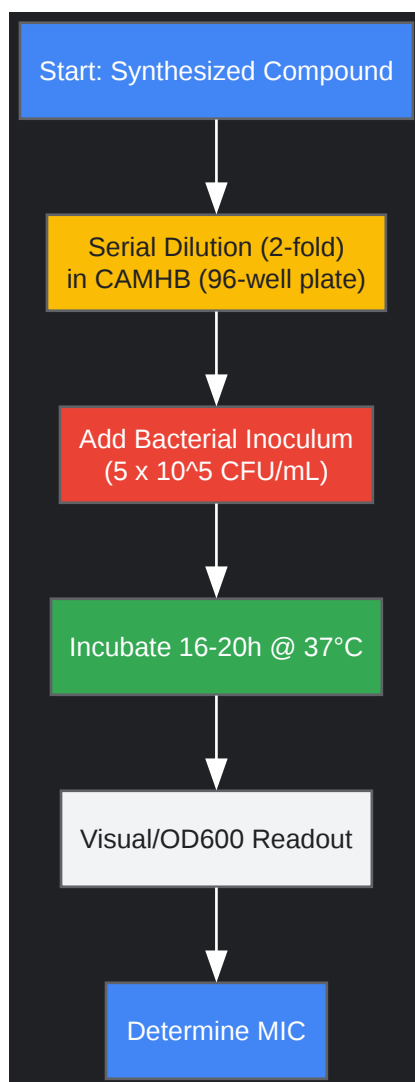 Start: Synthesized Compound
Serial Dilution (2-fold)
in CAMHB (96-well plate)
Add Bacterial Inoculum
(5 x 10^5 CFU/mL)
Incubate 16-20h @ 37°C
Visual/OD600 Readout
Determine MIC